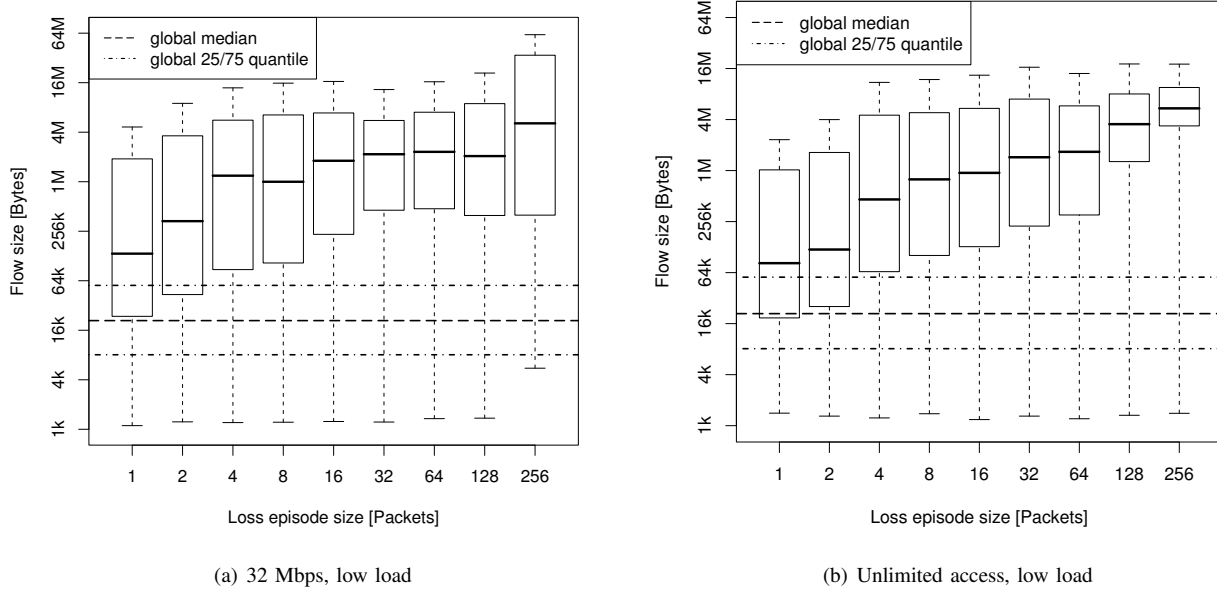 global median
global 25/75 quantile
Flow size [Bytes]
64M
16M
4M
1M
256k
64k
16k
4k
1k
1 2 4 8 16 32 64 128 256
Loss episode size [Packets]
(a) 32 Mbps, low load
global median
global 25/75 quantile
Flow size [Bytes]
64M
16M
4M
1M
256k
64k
16k
4k
1k
1 2 4 8 16 32 64 128 256
Loss episode size [Packets]
(b) Unlimited access, low load